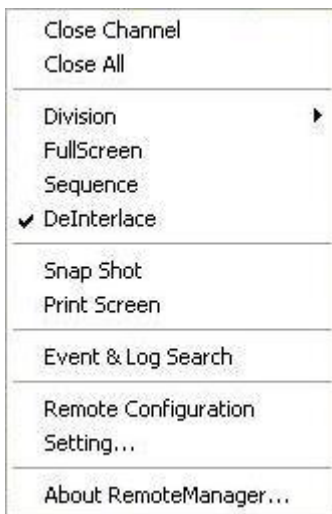 Close Channel
Close All
Division
FullScreen
Sequence
DeInterlace
Snap Shot
Print Screen
Event & Log Search
Remote Configuration
Setting...
About RemoteManager...